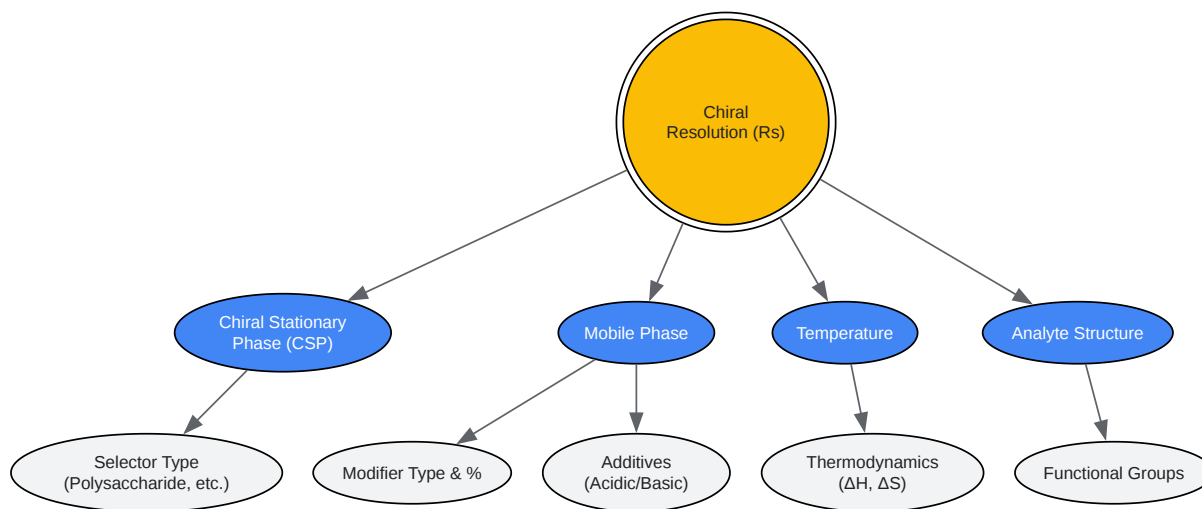 Chiral
Resolution (Rs)
Chiral Stationary
Phase (CSP)
Mobile Phase
Temperature
Analyte Structure
Selector Type
(Polysaccharide, etc.)
Modifier Type & %
Additives
(Acidic/Basic)
Thermodynamics
(ΔH, ΔS)
Functional Groups